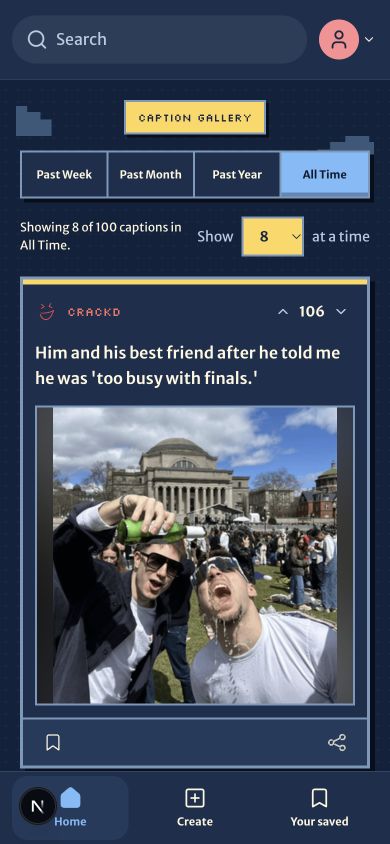 Search
CAPTION GALLERY
Past Week
Past Month
Past Year
All Time
Showing 8 of 100 captions in
All Time.
Show
8
at a time
CRACKD
106
Him and his best friend after he told me
he was 'too busy with finals.'
N
Home
Create
Your saved